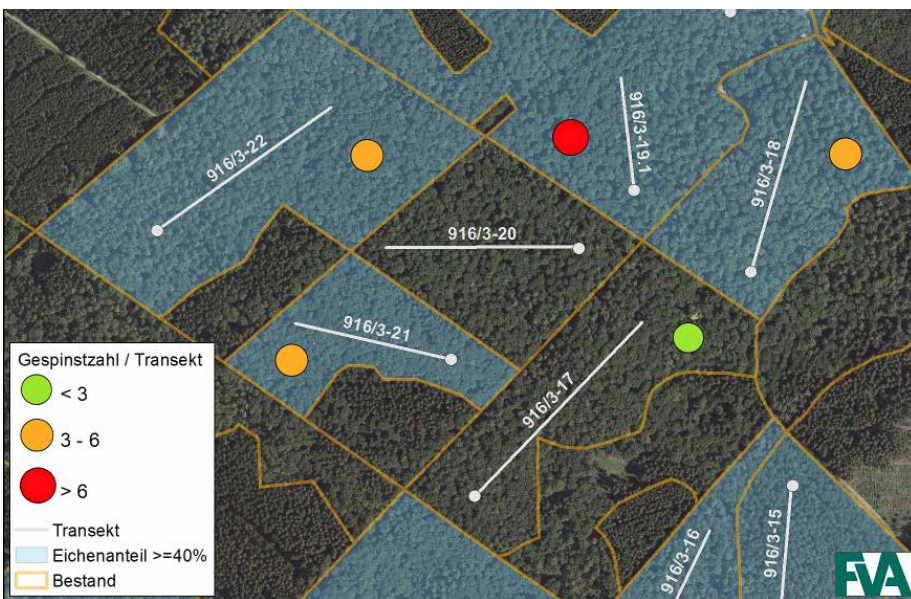 916/3-22
916/3-19.1
916/3-18
916/3-20
916/3-21
916/3-17
916/3-16
916/3-15
Gespinstzahl / Transekt
< 3
3 - 6
> 6
Transekt
Eichenanteil >=40%
Bestand
FVA